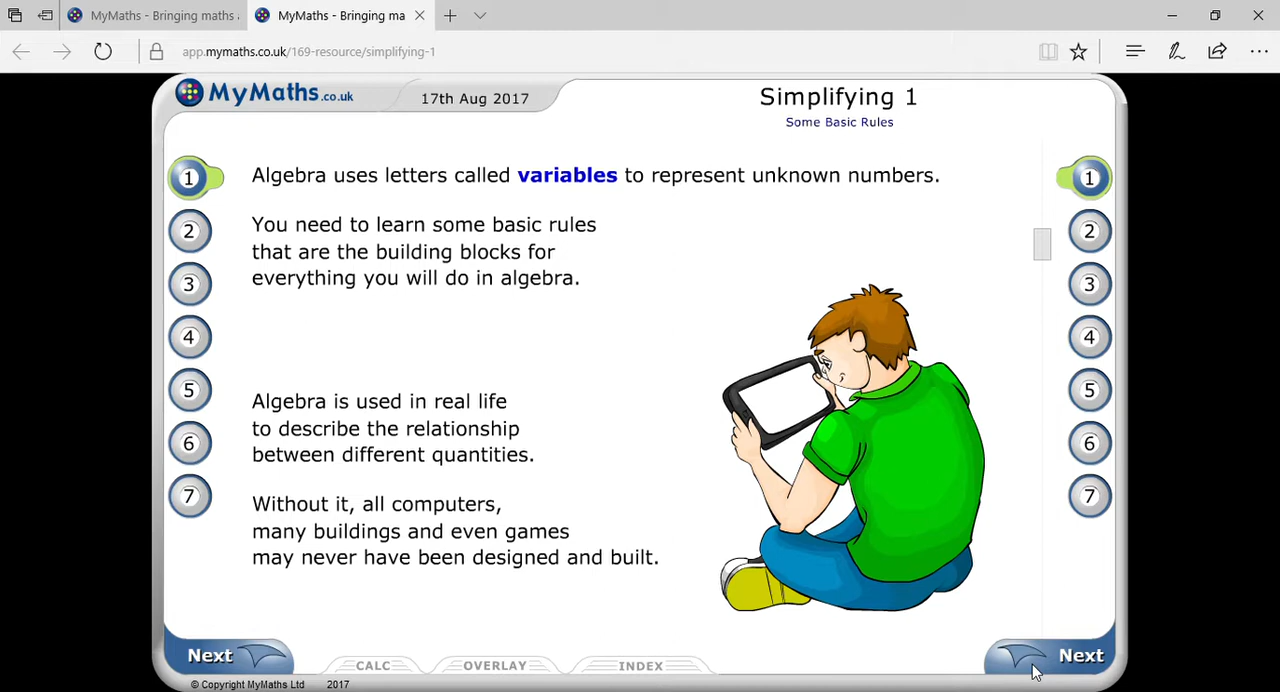 MyMaths - Bringing maths a
MyMaths - Bringing ma
app.mymaths.co.uk/169-resource/simplifying-1
MyMaths.co.uk
17th Aug 2017
Simplifying 1
Some Basic Rules
Algebra uses letters called variables to represent unknown numbers.
You need to learn some basic rules
that are the building blocks for
everything you will do in algebra.
Algebra is used in real life
to describe the relationship
between different quantities.
Without it, all computers,
many buildings and even games
may never have been designed and built.
1
2
3
4
5
6
7
1
2
3
4
5
6
7
Next
CALC
OVERLAY
INDEX
Next
© Copyright MyMaths Ltd 2017